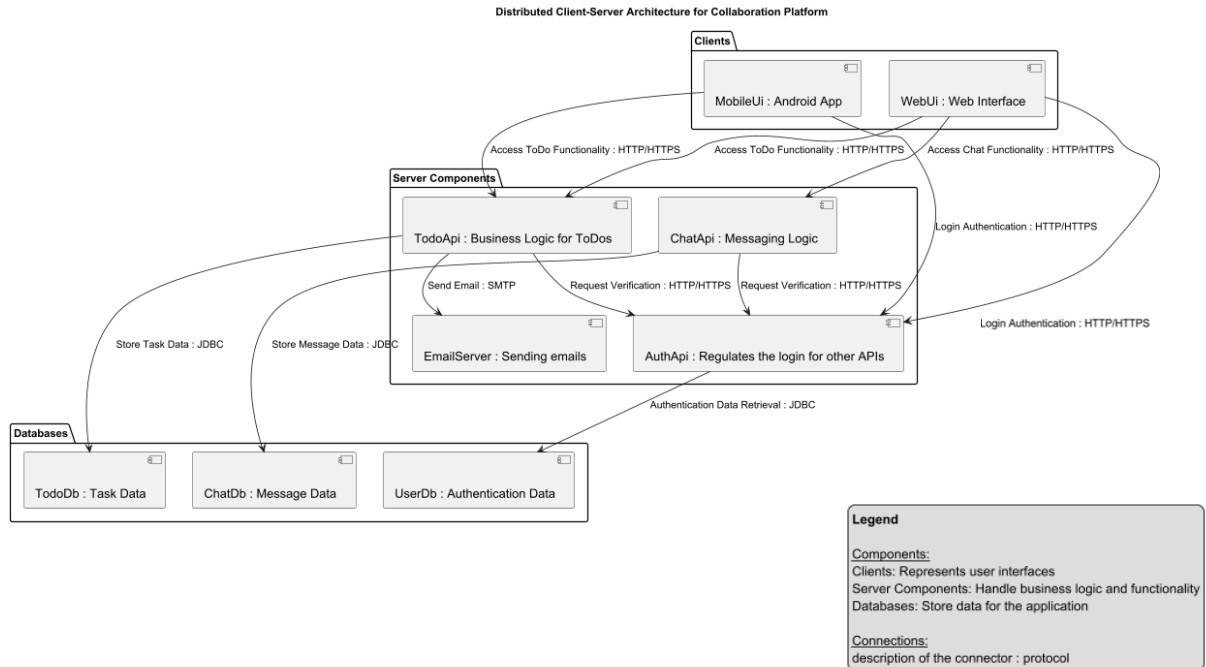 Distributed Client-Server Architecture for Collaboration Platform
Clients
MobileUi : Android App
WebUi : Web Interface
Access ToDo Functionality : HTTP/HTTPS
Access ToDo Functionality : HTTP/HTTPS
Access Chat Functionality : HTTP/HTTPS
Server Components
TodoApi : Business Logic for ToDos
ChatApi : Messaging Logic
Login Authentication : HTTP/HTTPS
Send Email : SMTP
Request Verification : HTTP/HTTPS
Request Verification : HTTP/HTTPS
Login Authentication : HTTP/HTTPS
Store Task Data : JDBC
Store Message Data : JDBC
EmailServer : Sending emails
AuthApi : Regulates the login for other APIs
Authentication Data Retrieval : JDBC
Databases
TodoDb : Task Data
ChatDb : Message Data
UserDb : Authentication Data
Legend
Components:
Clients: Represents user interfaces
Server Components: Handle business logic and functionality
Databases: Store data for the application
Connections:
description of the connector : protocol